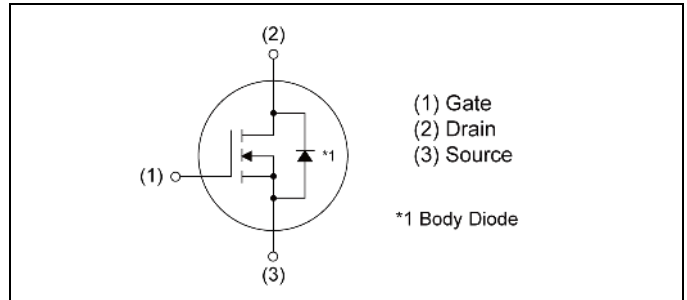 (2)
(1) Gate
(2) Drain
(3) Source
*1
(1)
*1 Body Diode
(3)